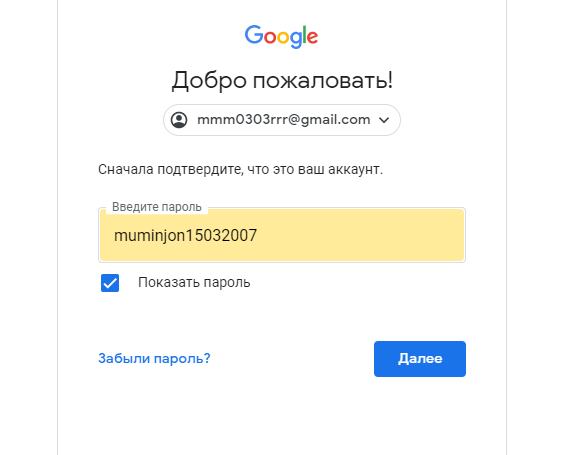 Google
Добро пожаловать!
mmm0303rrr@gmail.com
Сначала подтвердите, что это ваш аккаунт.
Введите пароль
muminjon15032007
Показать пароль
Забыли пароль?
Далее